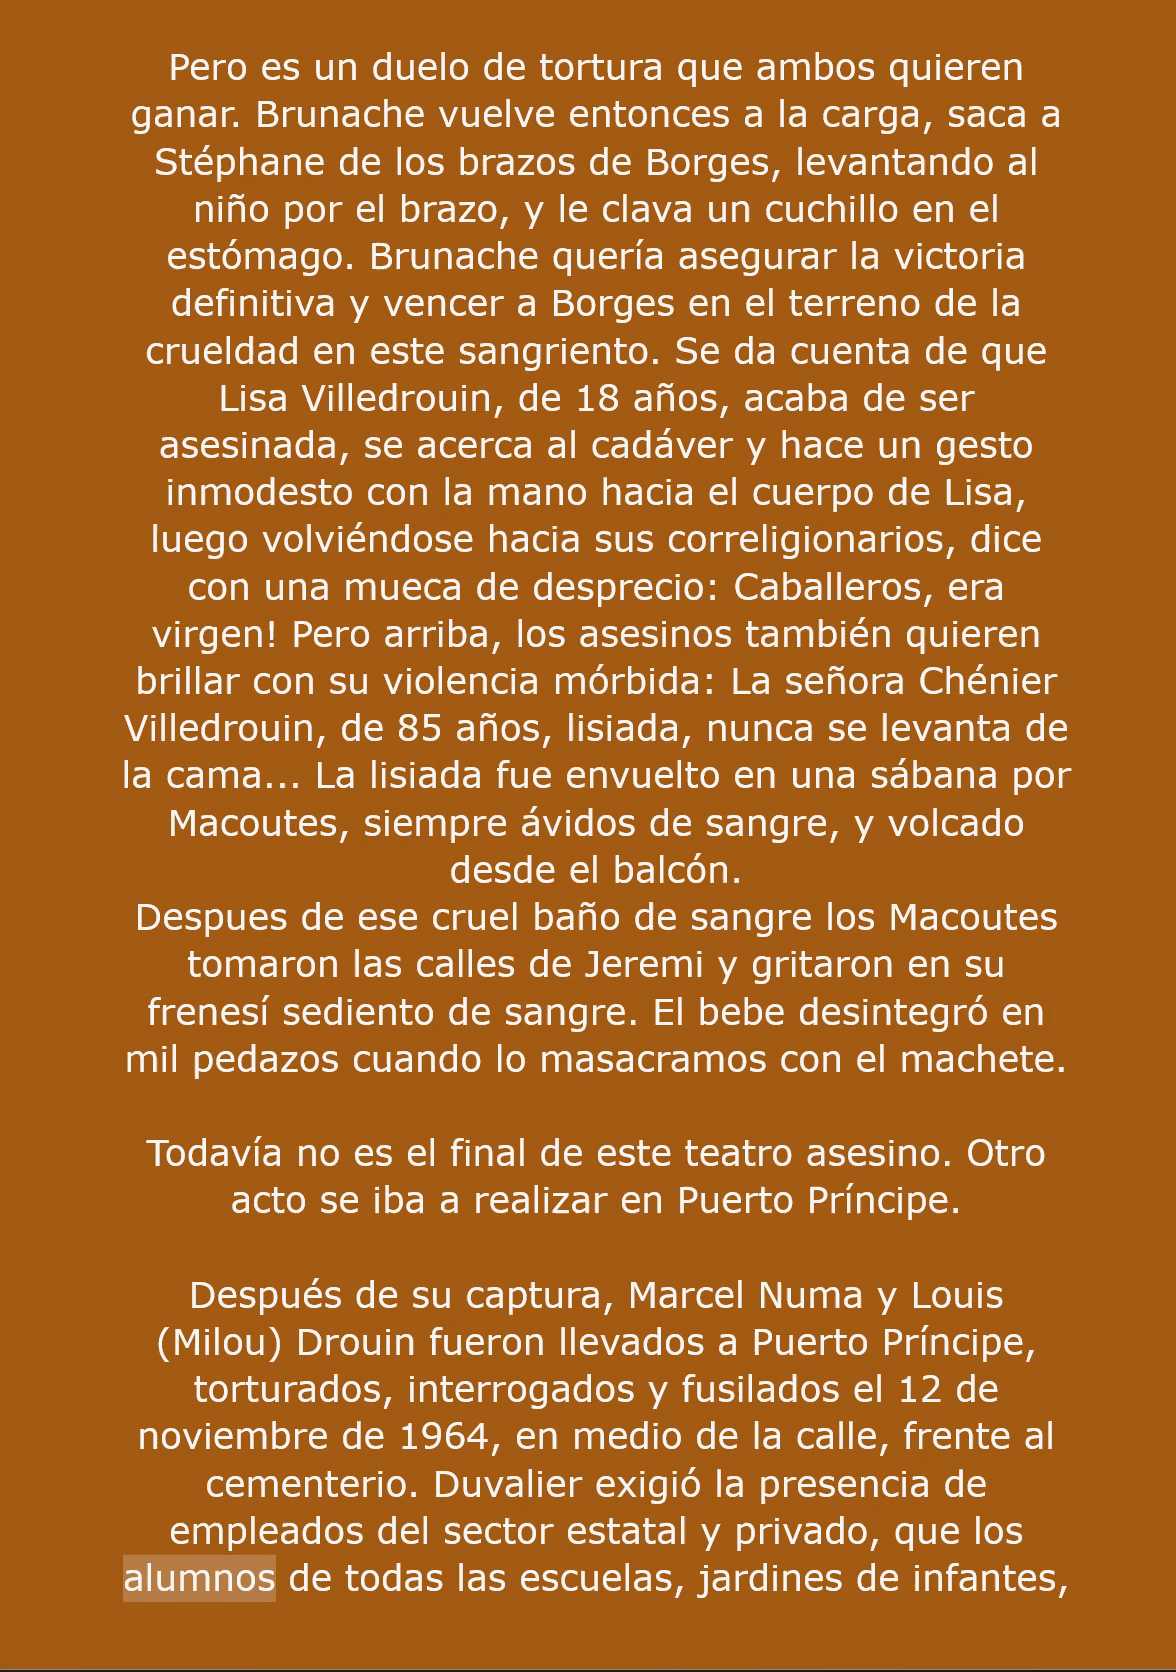 Pero es un duelo de tortura que ambos quieren
ganar. Brunache vuelve entonces a la carga, saca a
Stéphane de los brazos de Borges, levantando al
niño por el brazo, y le clava un cuchillo en el
estómago. Brunache quería asegurar la victoria
definitiva y vencer a Borges en el terreno de la
crueldad en este sangriento. Se da cuenta de que
Lisa Villedrouin, de 18 años, acaba de ser
asesinada, se acerca al cadáver y hace un gesto
inmodesto con la mano hacia el cuerpo de Lisa,
luego volviéndose hacia sus correligionarios, dice
con una mueca de desprecio: Caballeros, era
virgen! Pero arriba, los asesinos también quieren
brillar con su violencia mórbida: La señora Chénier
Villedrouin, de 85 años, lisiada, nunca se levanta de
la cama... La lisiada fue envuelto en una sábana por
Macoutes, siempre ávidos de sangre, y volcado
desde el balcón.
Despues de ese cruel baño de sangre los Macoutes
tomaron las calles de Jeremi y gritaron en su
frenesí sediento de sangre. El bebe desintegró en
mil pedazos cuando lo masacramos con el machete.

Todavía no es el final de este teatro asesino. Otro
acto se iba a realizar en Puerto Príncipe.

Después de su captura, Marcel Numa y Louis
(Milou) Drouin fueron llevados a Puerto Príncipe,
torturados, interrogados y fusilados el 12 de
noviembre de 1964, en medio de la calle, frente al
cementerio. Duvalier exigió la presencia de
empleados del sector estatal y privado, que los
alumnos de todas las escuelas, jardines de infantes,